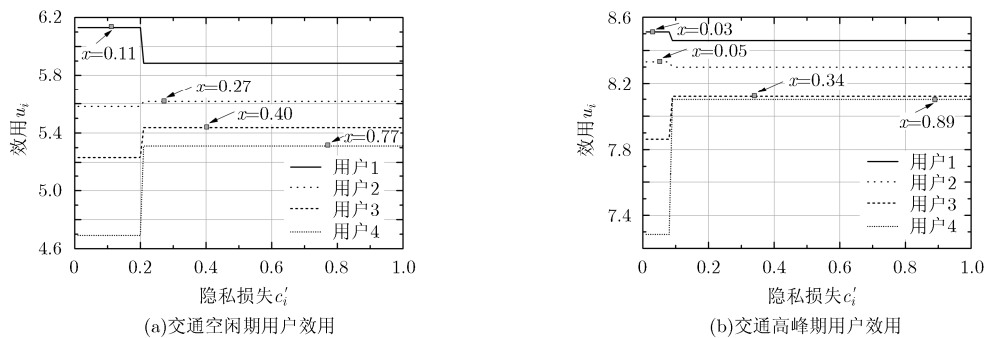 6.2
5.8
5.4
5.0
4.6
效用u_i
x=0.11
x=0.27
x=0.40
x=0.77
用户1
用户2
用户3
用户4
0 0.2 0.4 0.6 0.8 1.0
隐私损失c_i′
(a)交通空闲期用户效用
8.6
8.2
7.8
7.4
效用u_i
x=0.03
x=0.05
x=0.34
x=0.89
用户1
用户2
用户3
用户4
0 0.2 0.4 0.6 0.8 1.0
隐私损失c_i′
(b)交通高峰期用户效用